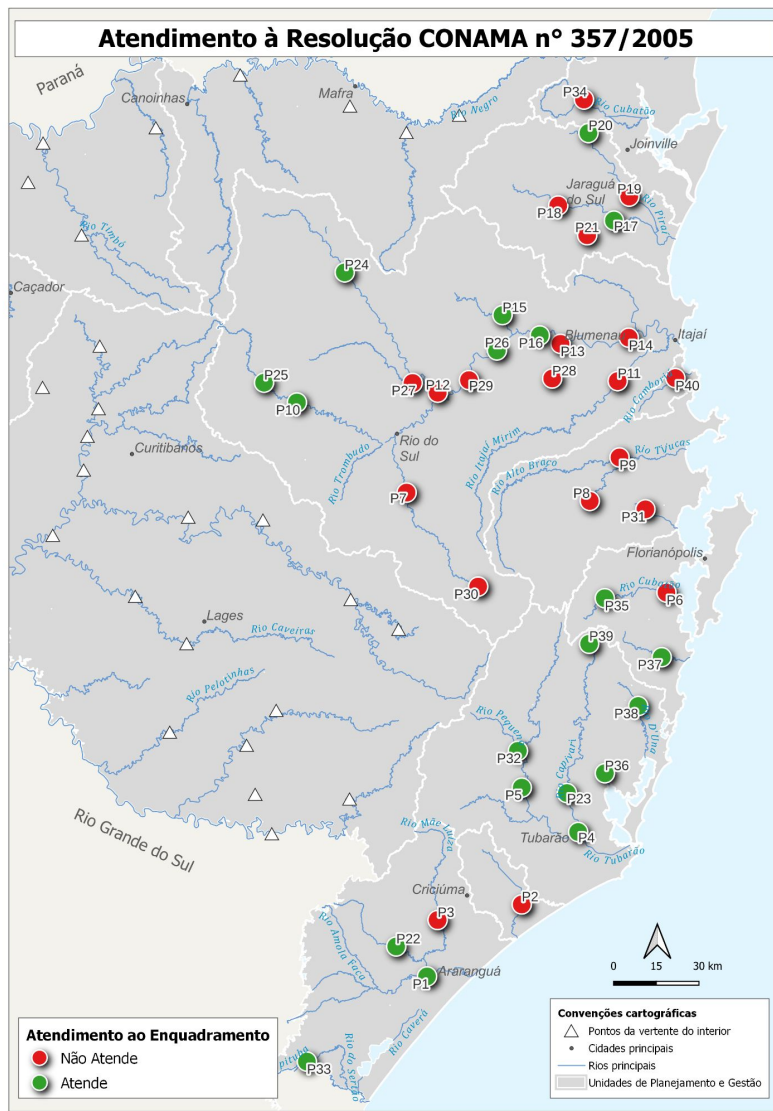 Atendimento à Resolução CONAMA n° 357/2005
Paraná
Canoinhas
Mafra
Rio Negro
P34
Rio Cubatão
P20
Joinville
Jaraguá
do Sul
P19
P18
P17
Rio Piraí
P21
Rio Timbó
Caçador
P24
P15
P16
Blumenau
P13
P14
Itajaí
P26
P25
P10
P27
P12
P29
P28
P11
P40
Rio Camboriú
Curitibanos
Rio do
Sul
Rio Trombudo
Rio Itajaí Mirim
Rio Alto Braço
P9
Rio Tijucas
P7
P8
P31
Florianópolis
P30
Rio Cubatão
P35
P6
Lages
Rio Caveiras
P39
P37
Rio Pelotinhas
P38
D'Una
Rio Pequeno
P32
P36
P5
Rio Capivari
P23
Tubarão
P4
Rio Tubarão
Rio Mãe Luiza
Rio Grande do Sul
Criciúma
P2
P3
P22
Rio Amola Faca
P1
Araranguá
Rio Caverá
Rio do Sertão
P33
0 15 30 km
Atendimento ao Enquadramento
Não Atende
Atende
Convenções cartográficas
Pontos da vertente do interior
Cidades principais
Rios principais
Unidades de Planejamento e Gestão